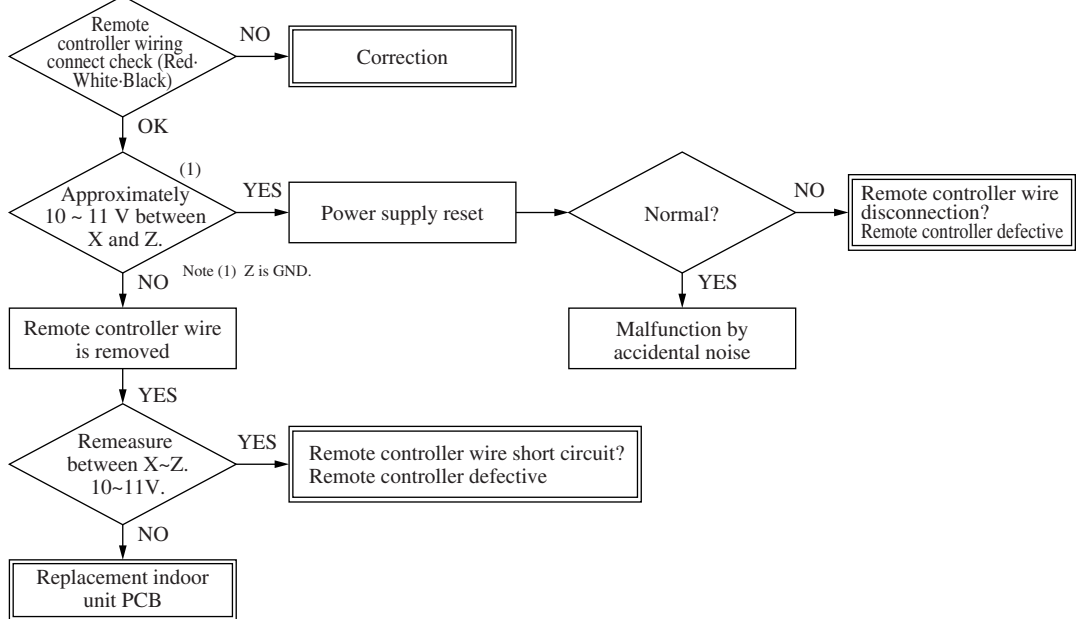 Remote
controller wiring
connect check (Red·
White·Black)
NO
Correction
OK
(1)
Approximately
10 ~ 11 V between
X and Z.
YES
Power supply reset
Normal?
NO
Remote controller wire
disconnection?
Remote controller defective
Note (1) Z is GND.
NO
YES
Remote controller wire
is removed
Malfunction by
accidental noise
YES
Remeasure
between X~Z.
10~11V.
YES
Remote controller wire short circuit?
Remote controller defective
NO
Replacement indoor
unit PCB